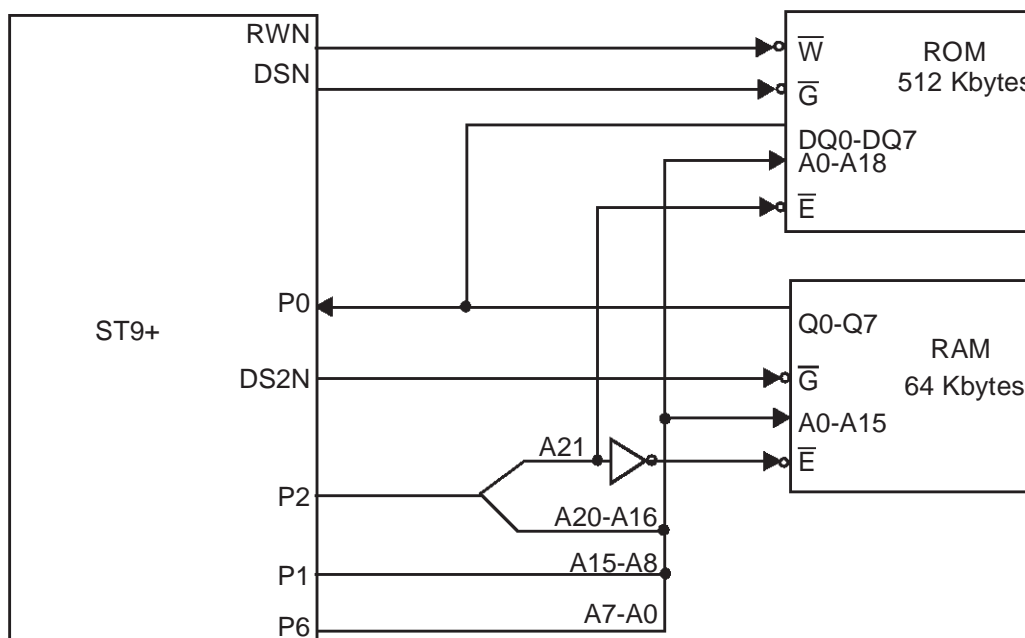 RWN
DSN
P0
ST9+
DS2N
P2
P1
P6
A21
A20-A16
A15-A8
A7-A0
W̅
G̅
DQ0-DQ7
A0-A18
E̅
ROM
512 Kbytes
Q0-Q7
G̅
A0-A15
E̅
RAM
64 Kbytes